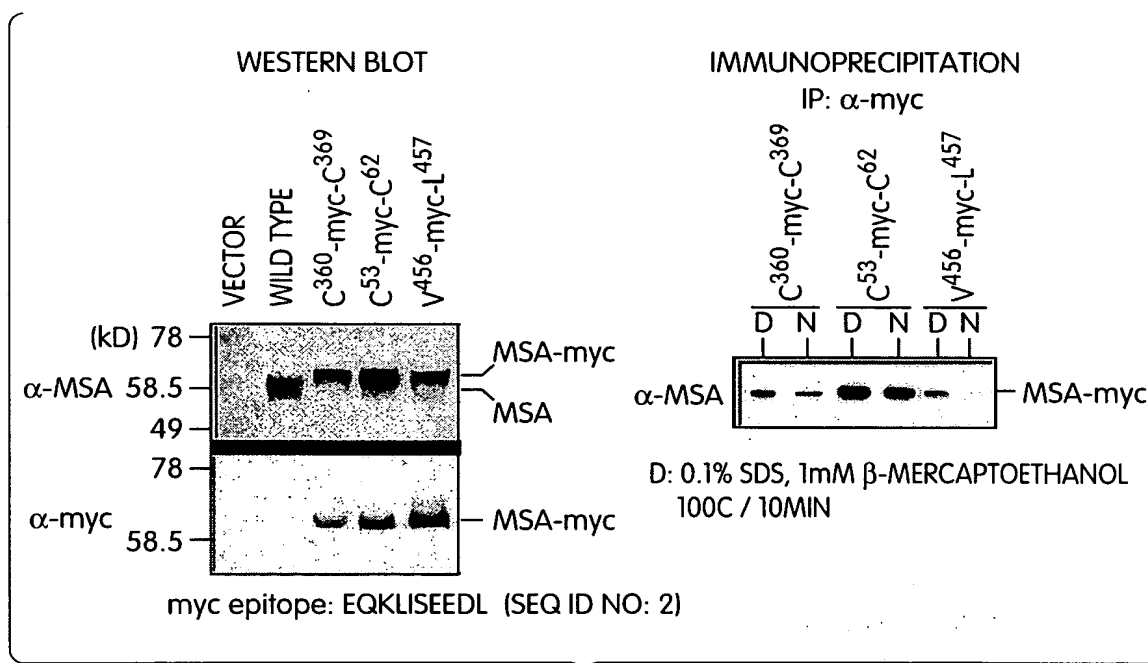 WESTERN BLOT
VECTOR
WILD TYPE
C360-myc-C369
C53-myc-C62
V456-myc-L457
(kD) 78
α-MSA 58.5
49
MSA-myc
MSA
78
α-myc
58.5
MSA-myc
myc epitope: EQKLISEEDL (SEQ ID NO: 2)
IMMUNOPRECIPITATION
IP: α-myc
C360-myc-C369
C53-myc-C62
V456-myc-L457
D N D N D N
α-MSA
MSA-myc
D: 0.1% SDS, 1mM β-MERCAPTOETHANOL
100C / 10MIN